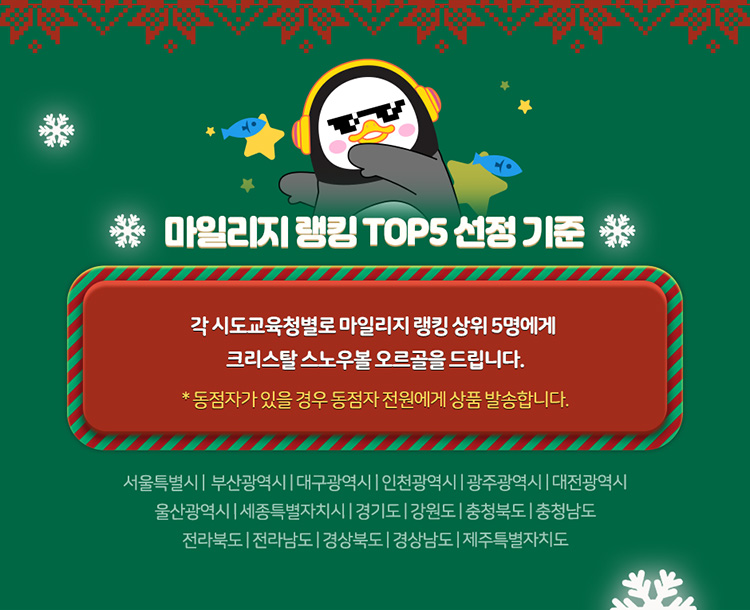 마일리지 랭킹 TOP5 선정 기준
각 시도교육청별로 마일리지 랭킹 상위 5명에게
크리스탈 스노우볼 오르골을 드립니다.
* 동점자가 있을 경우 동점자 전원에게 상품 발송합니다.
서울특별시 | 부산광역시 | 대구광역시 | 인천광역시 | 광주광역시 | 대전광역시
울산광역시 | 세종특별자치시 | 경기도 | 강원도 | 충청북도 | 충청남도
전라북도 | 전라남도 | 경상북도 | 경상남도 | 제주특별자치도